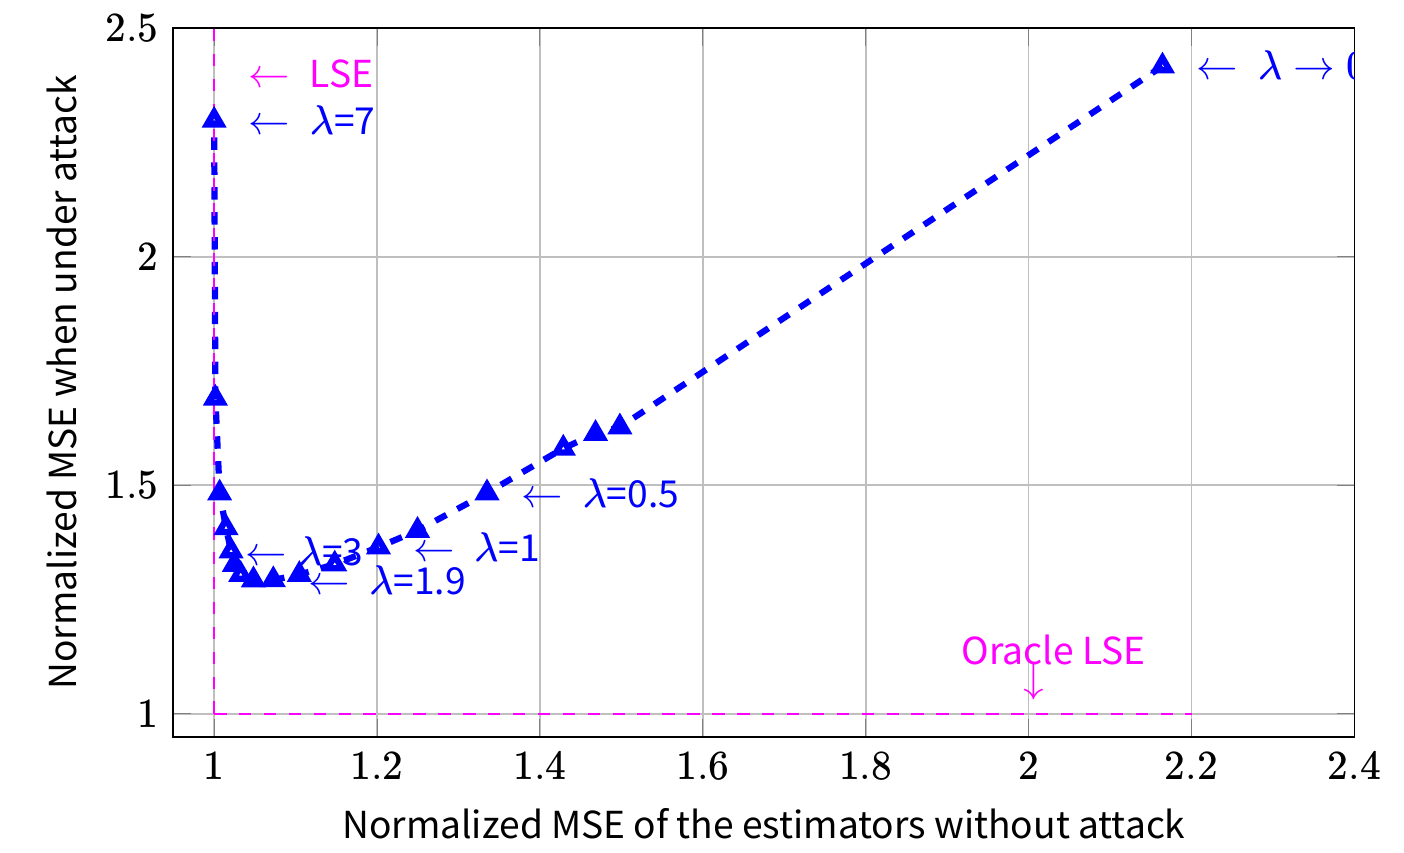 2.5
2
1.5
1
Normalized MSE when under attack
← LSE
← λ=7
← λ → 0
← λ=0.5
← λ=1
← λ=3
← λ=1.9
Oracle LSE
↓
1 1.2 1.4 1.6 1.8 2 2.2 2.4
Normalized MSE of the estimators without attack